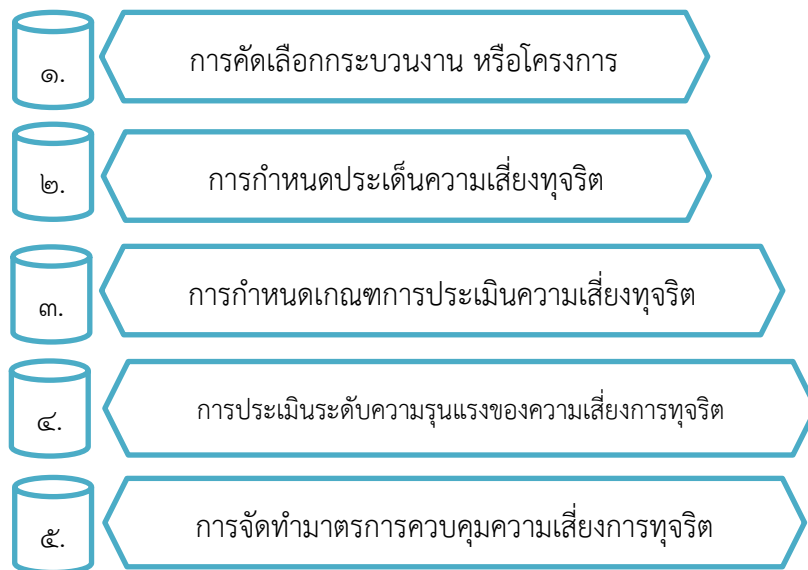 ๑. การคัดเลือกกระบวนงาน หรือโครงการ
๒. การกำหนดประเด็นความเสี่ยงทุจริต
๓. การกำหนดเกณฑการประเมินความเสี่ยงทุจริต
๔. การประเมินระดับความรุนแรงของความเสี่ยงการทุจริต
๕. การจัดทำมาตรการควบคุมความเสี่ยงการทุจริต